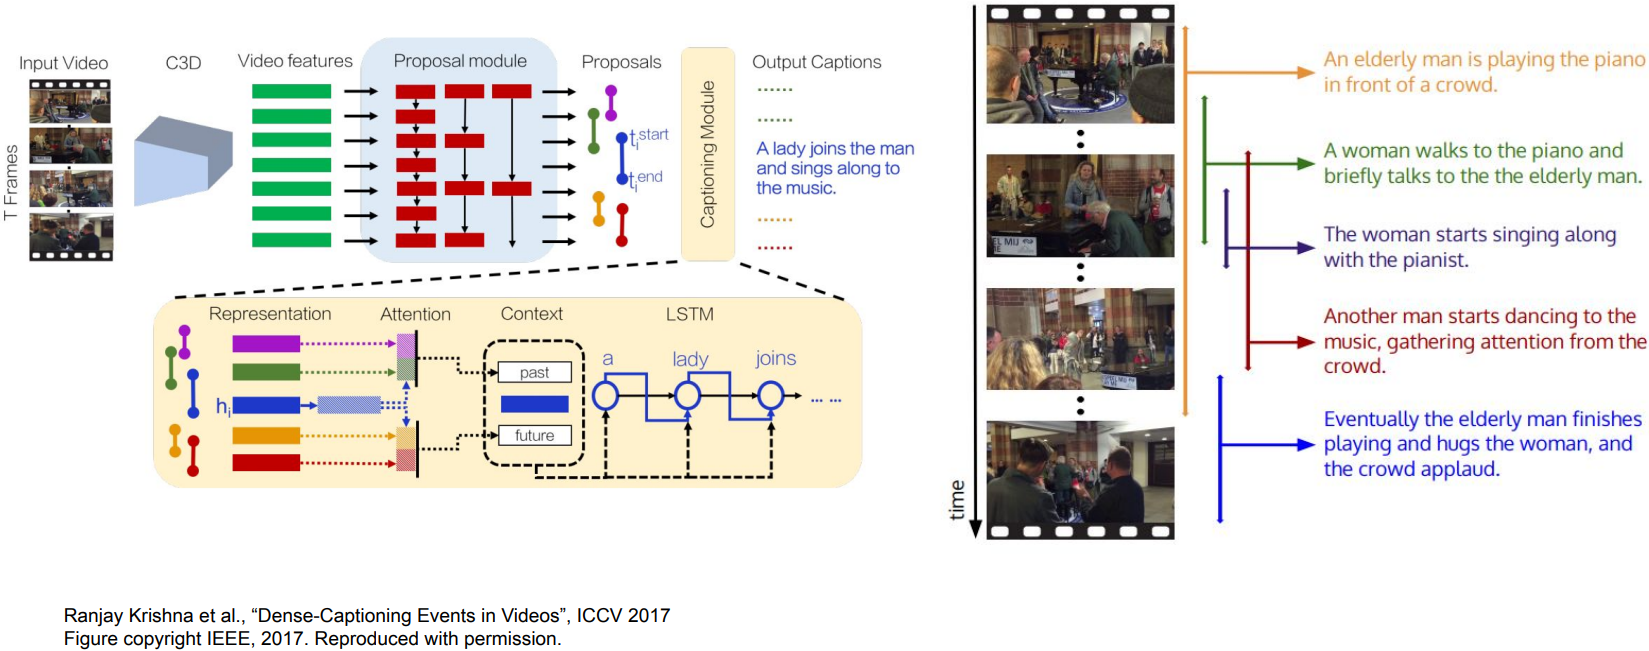 Input Video
C3D
Video features
Proposal module
Proposals
Captioning Module
Output Captions
T Frames
t_i^start
t_i^end
......
......
A lady joins the man
and sings along to
the music.
......
......
Representation
Attention
Context
LSTM
h_i
past
future
a
lady
joins
... ...
time
An elderly man is playing the piano
in front of a crowd.
A woman walks to the piano and
briefly talks to the the elderly man.
The woman starts singing along
with the pianist.
Another man starts dancing to the
music, gathering attention from the
crowd.
Eventually the elderly man finishes
playing and hugs the woman, and
the crowd applaud.
Ranjay Krishna et al., “Dense-Captioning Events in Videos”, ICCV 2017
Figure copyright IEEE, 2017. Reproduced with permission.